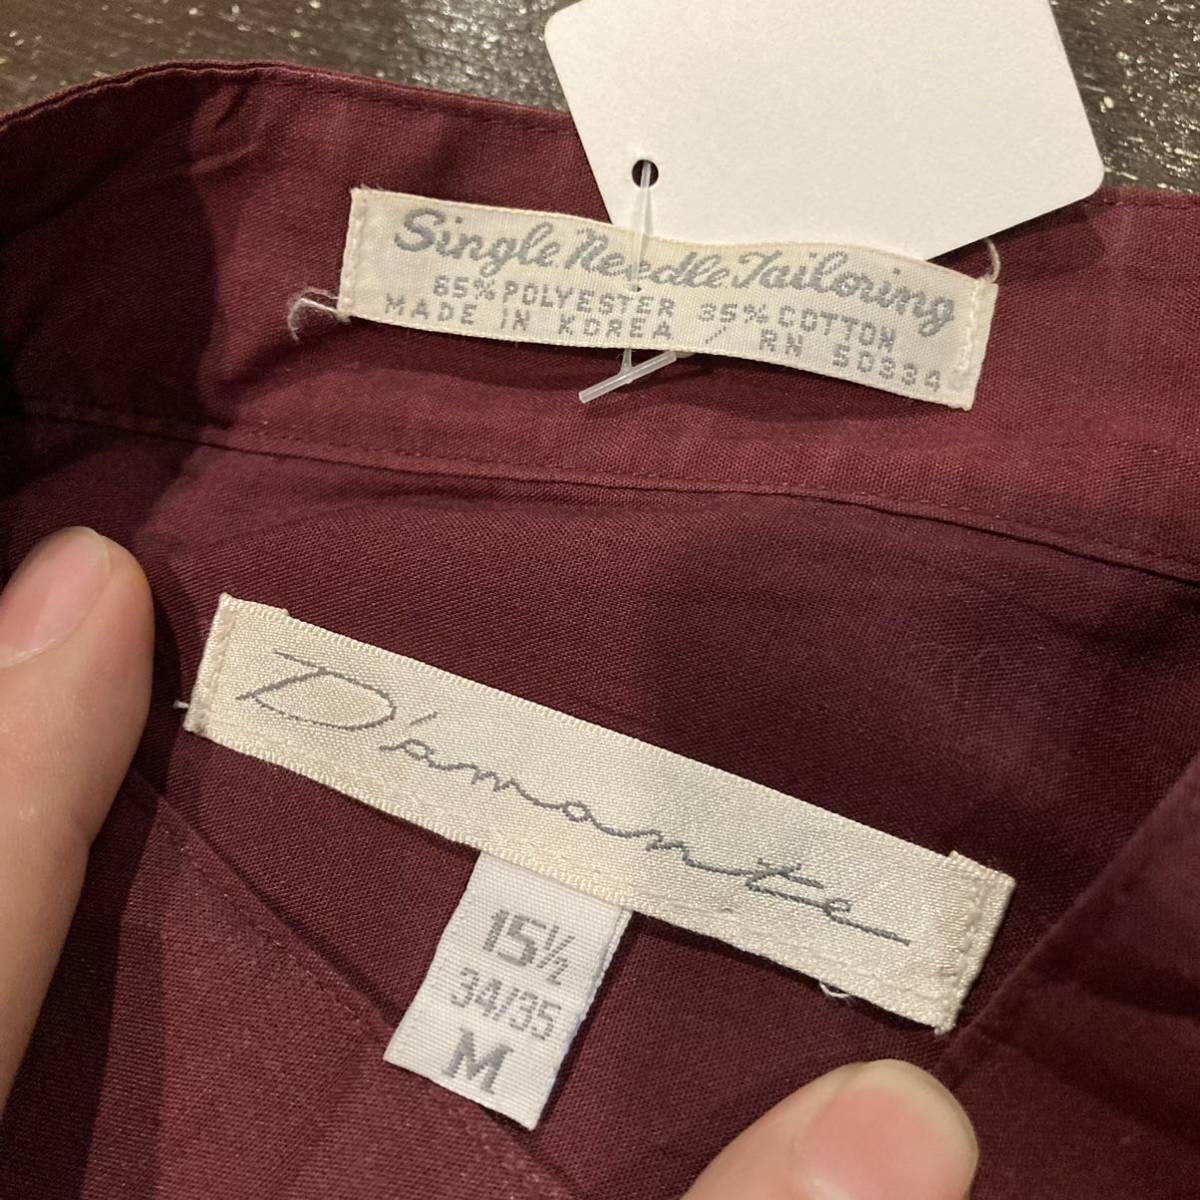 Single Needle Tailoring
65% POLYESTER 35% COTTON
MADE IN KOREA / RN 50334
D'amante
15½
34/35
M